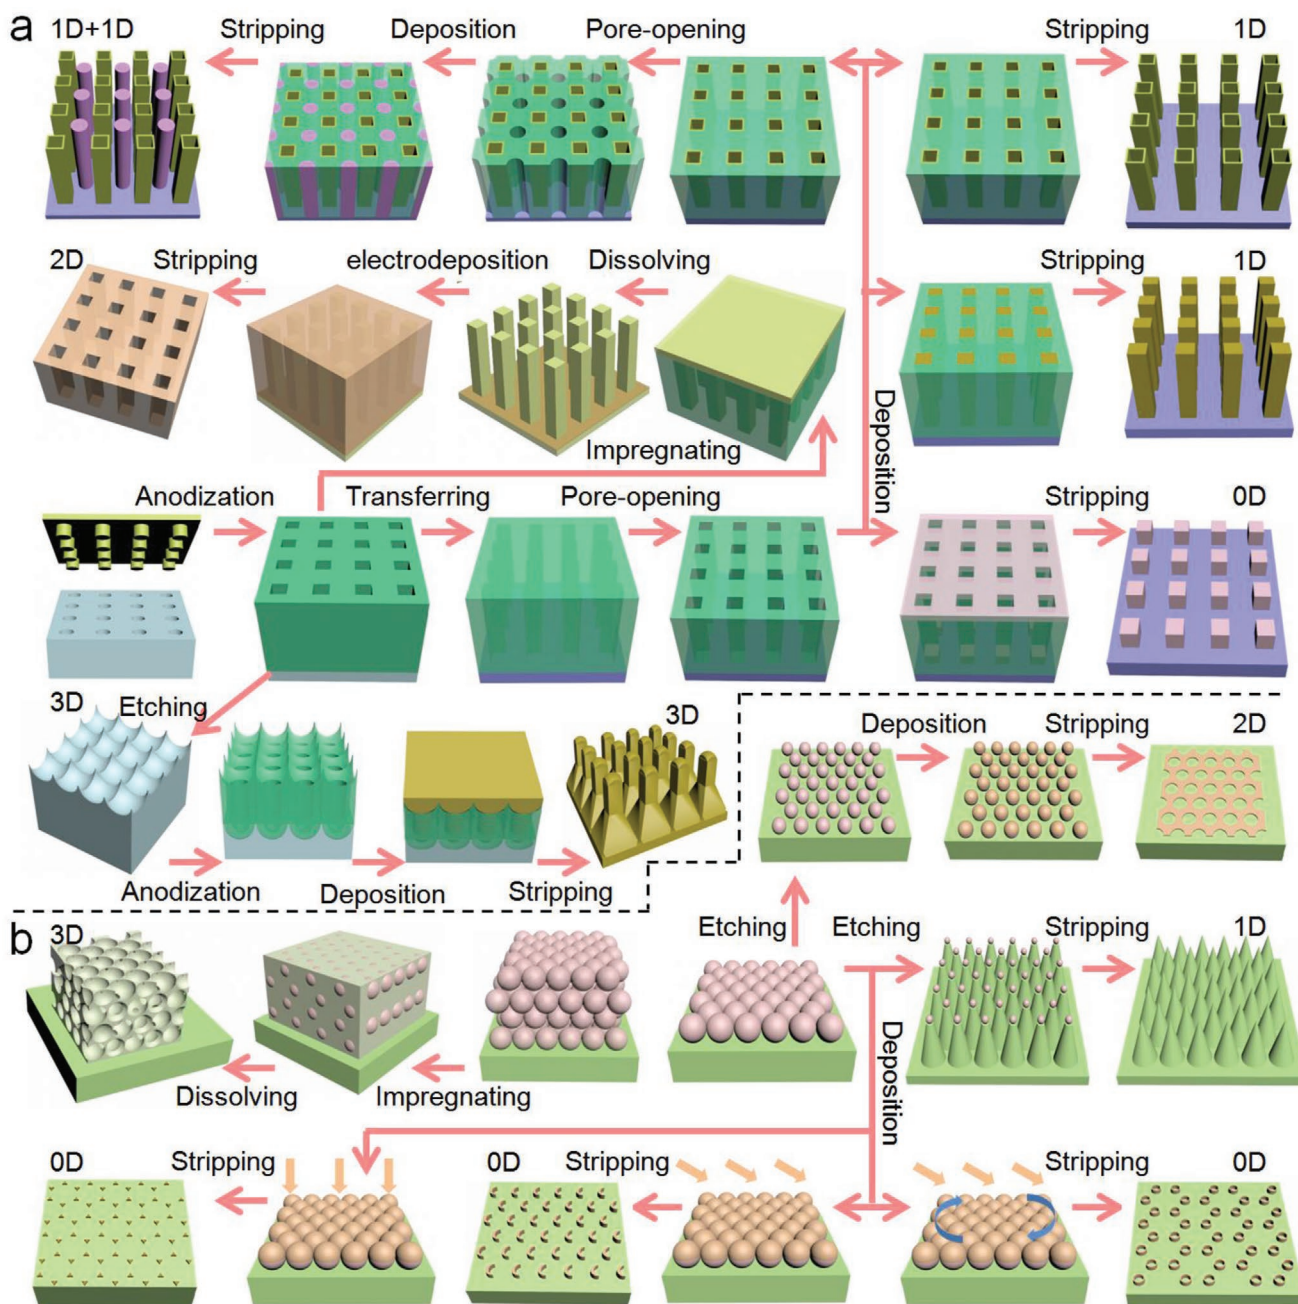 a
1D+1D Stripping Deposition Pore-opening Stripping 1D
2D Stripping electrodeposition Dissolving Stripping 1D
Impregnating
Deposition
Anodization Transferring Pore-opening Stripping 0D
3D Etching 3D
Deposition Stripping 2D
Anodization Deposition Stripping
b
3D Etching Etching Stripping 1D
Deposition
Dissolving Impregnating
0D Stripping 0D Stripping Stripping 0D